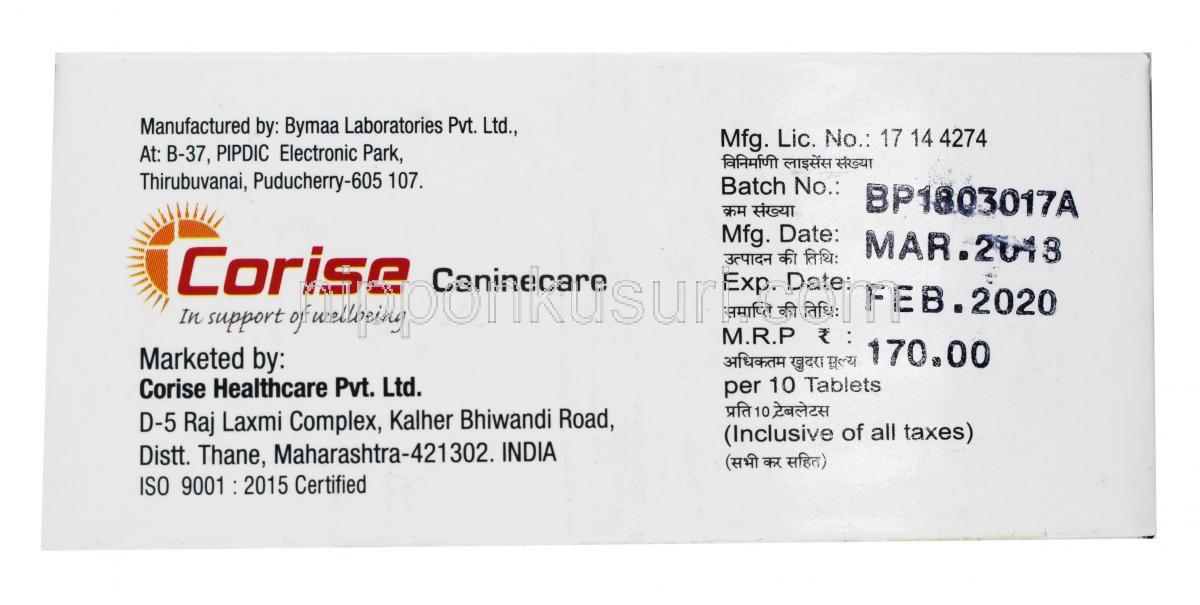 Manufactured by: Bymaa Laboratories Pvt. Ltd.,
At: B-37, PIPDIC Electronic Park,
Thirubuvanai, Puducherry-605 107.
Corise Caninecare
In support of wellbeing
Marketed by:
Corise Healthcare Pvt. Ltd.
D-5 Raj Laxmi Complex, Kalher Bhiwandi Road,
Distt. Thane, Maharashtra-421302. INDIA
ISO 9001 : 2015 Certified
Mfg. Lic. No.: 17 14 4274
विनिर्माणी लाइसेंस संख्या
Batch No.: BP1803017A
क्रम संख्या
Mfg. Date: MAR.2018
उत्पादन की तिथि:
Exp. Date: FEB.2020
समाप्ति की तिथि:
M.R.P ₹ : 170.00
अधिकतम खुदरा मूल्य
per 10 Tablets
प्रति 10 टेबलेटस
(Inclusive of all taxes)
(सभी कर सहित)
nipponkusuri.com